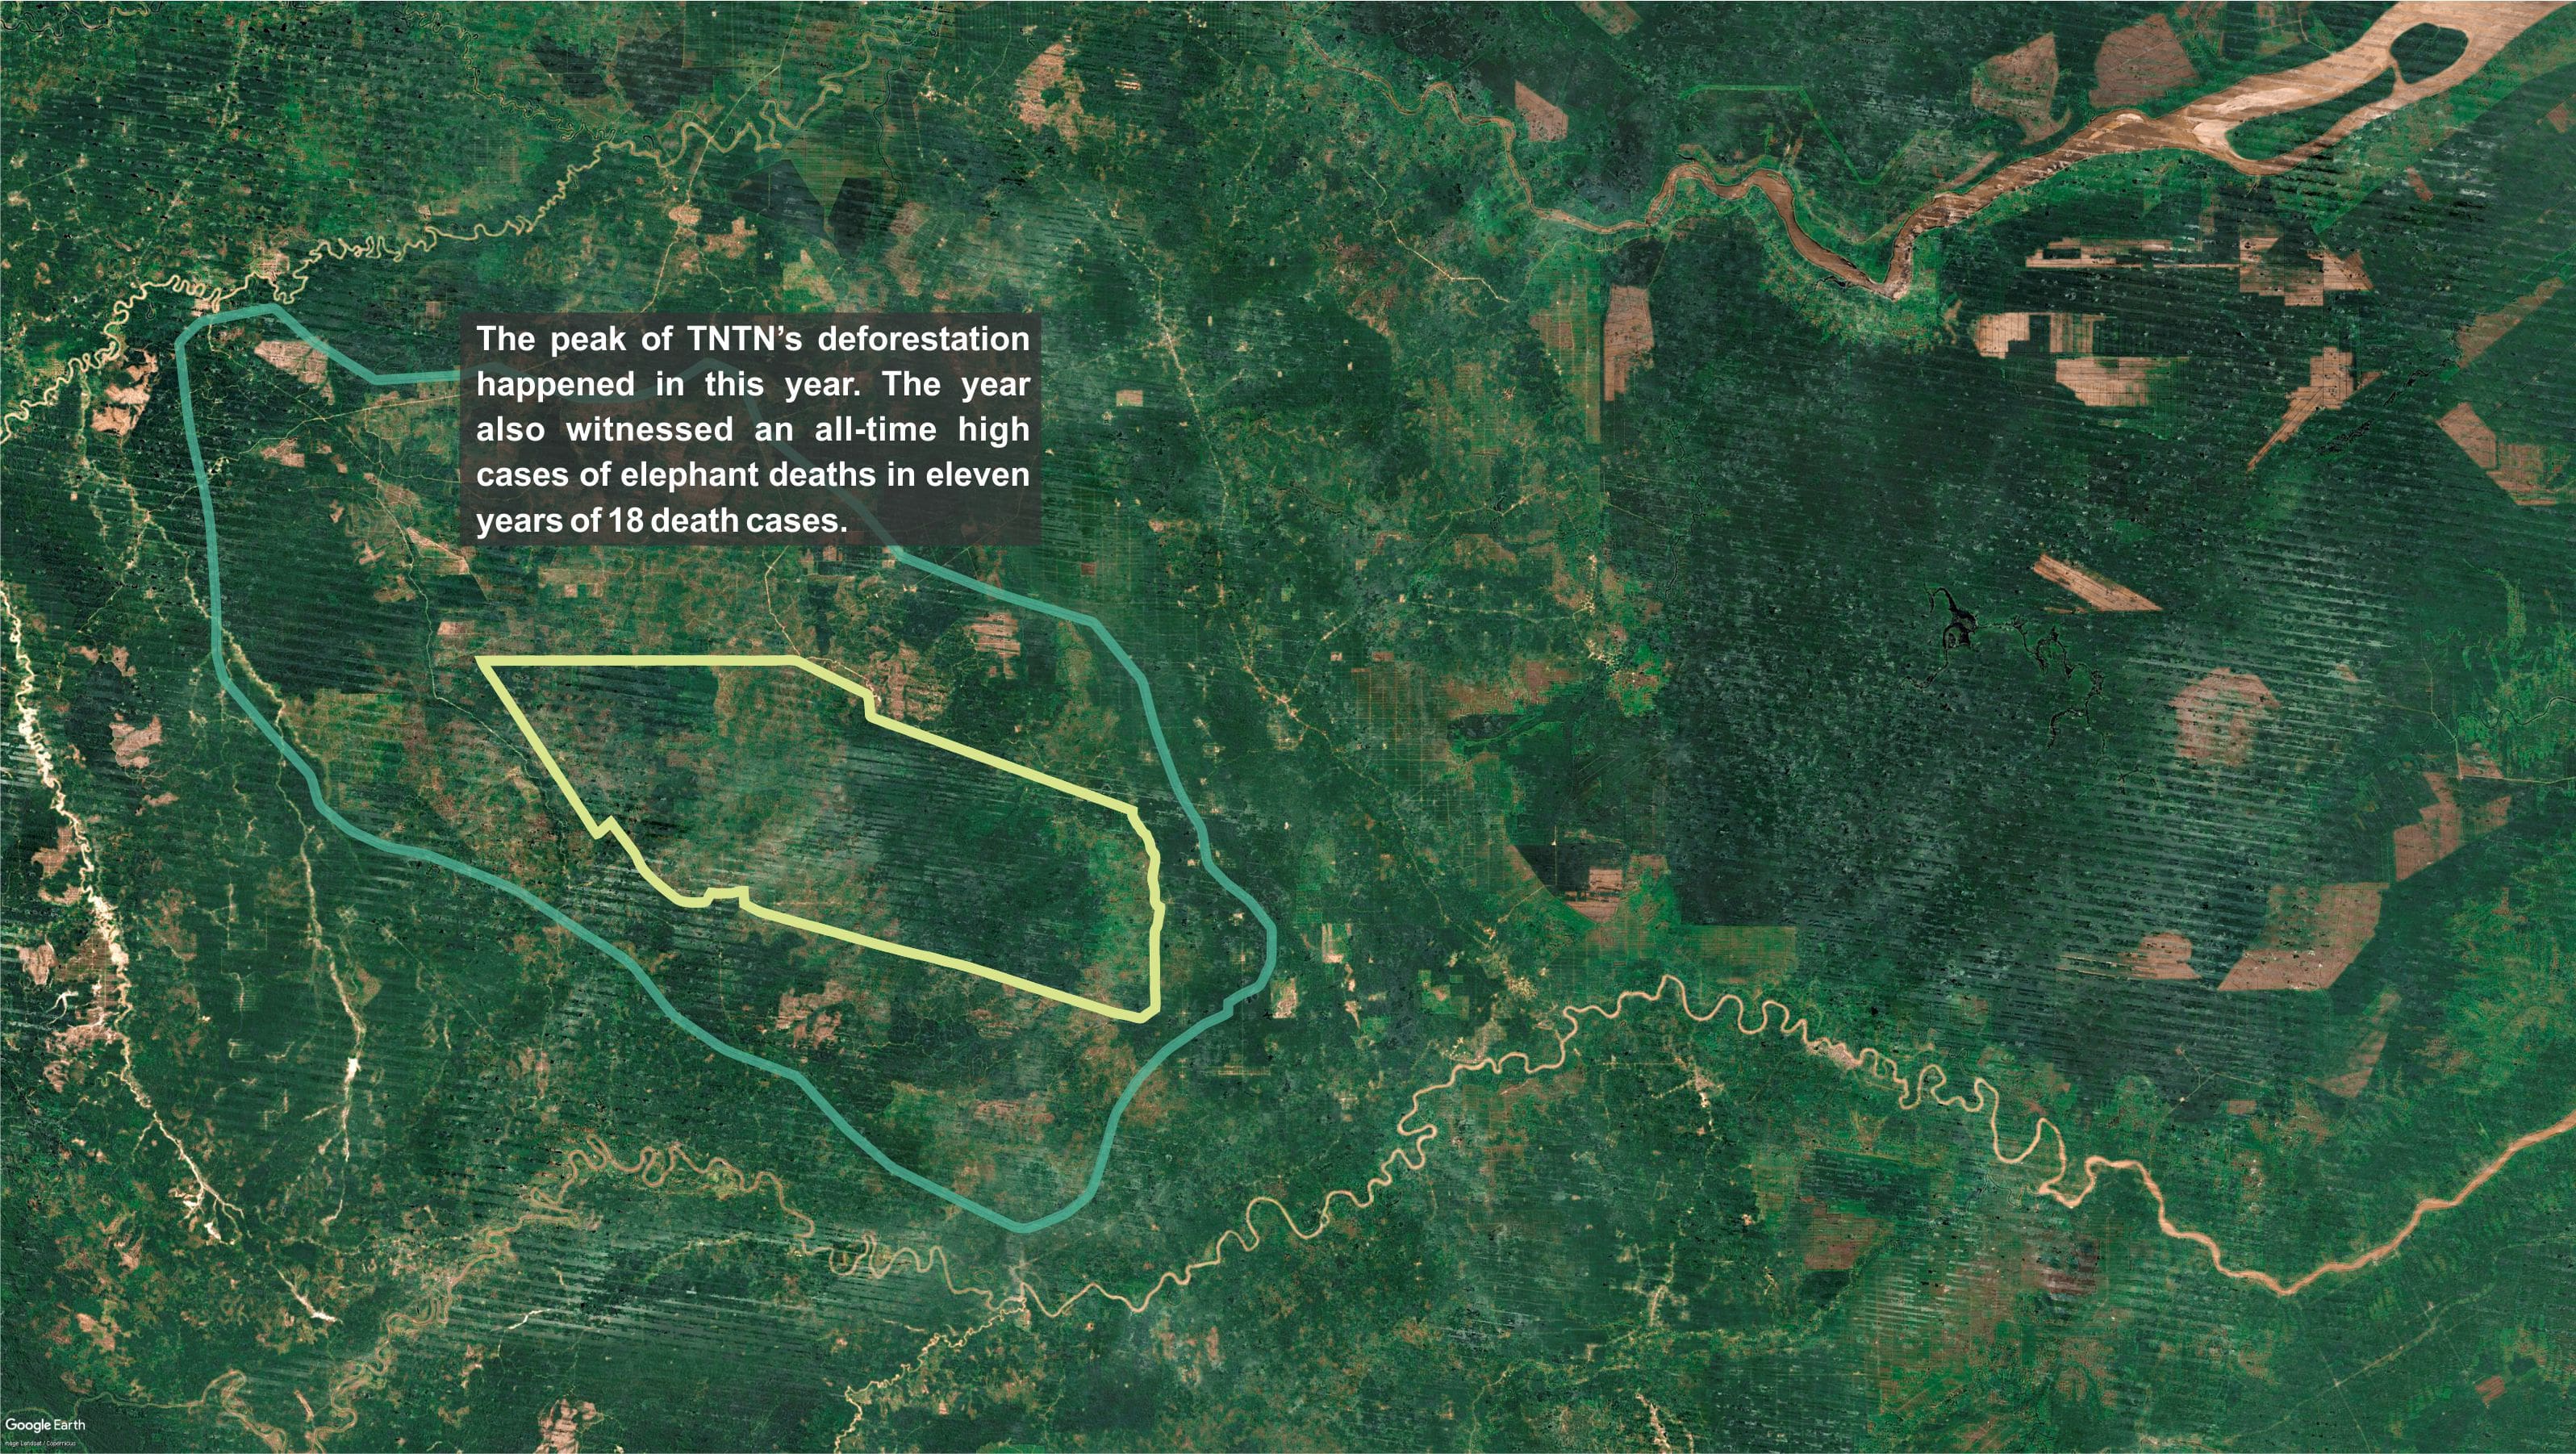 The peak of TNTN’s deforestation
happened in this year. The year
also witnessed an all-time high
cases of elephant deaths in eleven
years of 18 death cases.
Google Earth
Image Landsat / Copernicus